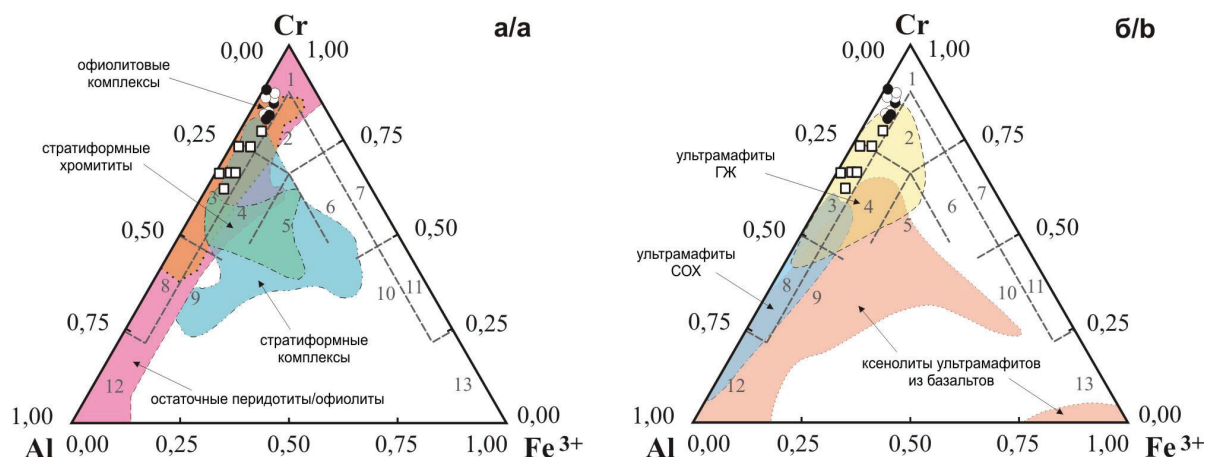 Cr
а/a
0,00
1,00
офиолитовые
комплексы
1
0,25
2
0,75
стратиформные
хромититы
3
4
5
6
7
0,50
0,50
8
9
10
11
0,75
0,25
стратиформные
комплексы
12
остаточные перидотиты/офиолиты
13
1,00
0,00
Al
0,00
0,25
0,50
0,75
1,00
Fe³⁺
Cr
б/b
0,00
1,00
1
0,25
2
0,75
ультрамафиты
ГЖ
3
4
5
6
7
0,50
0,50
ультрамафиты
СОХ
8
9
10
11
0,75
0,25
ксенолиты ультрамафитов
из базальтов
12
13
1,00
0,00
Al
0,00
0,25
0,50
0,75
1,00
Fe³⁺